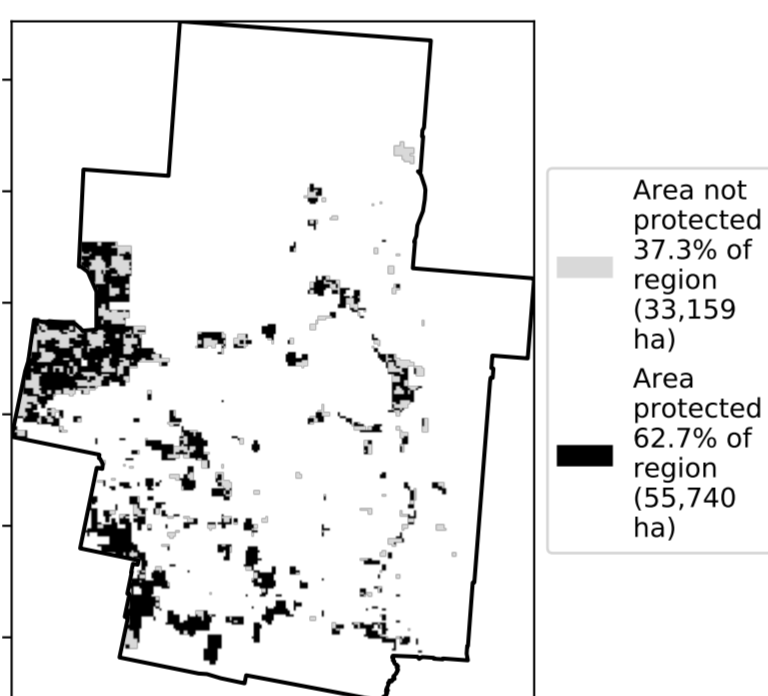 Area not
protected
37.3% of
region
(33,159
ha)
Area
protected
62.7% of
region
(55,740
ha)